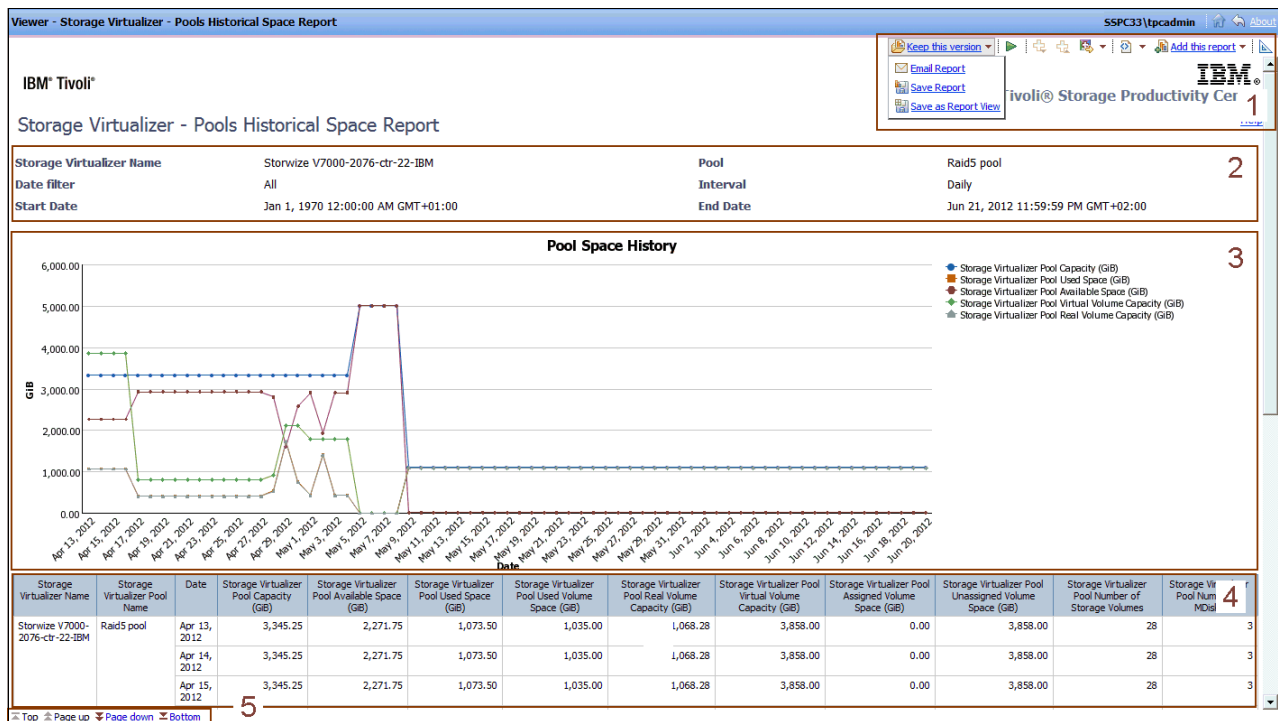 Viewer - Storage Virtualizer - Pools Historical Space Report
SSPC33\tpcadmin
About
Keep this version
Add this report
Email Report
Save Report
Save as Report View
IBM® Tivoli®
IBM®
Tivoli® Storage Productivity Cen
1
Help
Storage Virtualizer - Pools Historical Space Report
Storage Virtualizer Name Storwize V7000-2076-ctr-22-IBM Pool Raid5 pool
Date filter All Interval Daily
Start Date Jan 1, 1970 12:00:00 AM GMT+01:00 End Date Jun 21, 2012 11:59:59 PM GMT+02:00
2
Pool Space History
3
6,000.00
5,000.00
4,000.00
3,000.00
2,000.00
1,000.00
0.00
GiB
Storage Virtualizer Pool Capacity (GiB)
Storage Virtualizer Pool Used Space (GiB)
Storage Virtualizer Pool Available Space (GiB)
Storage Virtualizer Pool Virtual Volume Capacity (GiB)
Storage Virtualizer Pool Real Volume Capacity (GiB)
Apr 13, 2012
Apr 15, 2012
Apr 17, 2012
Apr 19, 2012
Apr 21, 2012
Apr 23, 2012
Apr 25, 2012
Apr 27, 2012
Apr 29, 2012
May 1, 2012
May 3, 2012
May 5, 2012
May 7, 2012
May 9, 2012
May 11, 2012
May 13, 2012
May 15, 2012
May 17, 2012
May 19, 2012
May 21, 2012
May 23, 2012
May 25, 2012
May 27, 2012
May 29, 2012
May 31, 2012
Jun 2, 2012
Jun 4, 2012
Jun 6, 2012
Jun 8, 2012
Jun 10, 2012
Jun 12, 2012
Jun 14, 2012
Jun 16, 2012
Jun 18, 2012
Jun 20, 2012
Date
Storage Virtualizer Name
Storage Virtualizer Pool Name
Date
Storage Virtualizer Pool Capacity (GiB)
Storage Virtualizer Pool Available Space (GiB)
Storage Virtualizer Pool Used Space (GiB)
Storage Virtualizer Pool Used Volume Space (GiB)
Storage Virtualizer Pool Real Volume Capacity (GiB)
Storage Virtualizer Pool Virtual Volume Capacity (GiB)
Storage Virtualizer Pool Assigned Volume Space (GiB)
Storage Virtualizer Pool Unassigned Volume Space (GiB)
Storage Virtualizer Pool Number of Storage Volumes
Storage Pool MDis
4
Storwize V7000-2076-ctr-22-IBM Raid5 pool Apr 13, 2012 3,345.25 2,271.75 1,073.50 1,035.00 1,068.28 3,858.00 0.00 3,858.00 28 3
Apr 14, 2012 3,345.25 2,271.75 1,073.50 1,035.00 1,068.28 3,858.00 0.00 3,858.00 28 3
Apr 15, 2012 3,345.25 2,271.75 1,073.50 1,035.00 1,068.28 3,858.00 0.00 3,858.00 28 3
5
Top Page up Page down Bottom